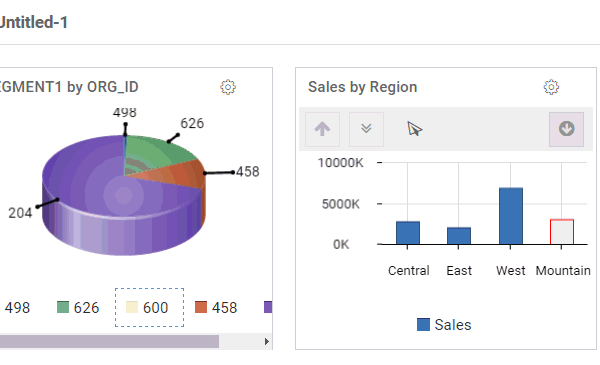 Untitled-1
EGMENT1 by ORG_ID
498
626
458
204
498 626 600 458
Sales by Region
10000K
5000K
0K
Central East West Mountain
Sales